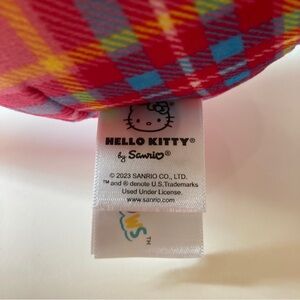 HELLO KITTY®
by Sanrio®
© 2023 SANRIO CO., LTD.
™ and ® denote U.S.Trademarks
Used Under License.
www.sanrio.com